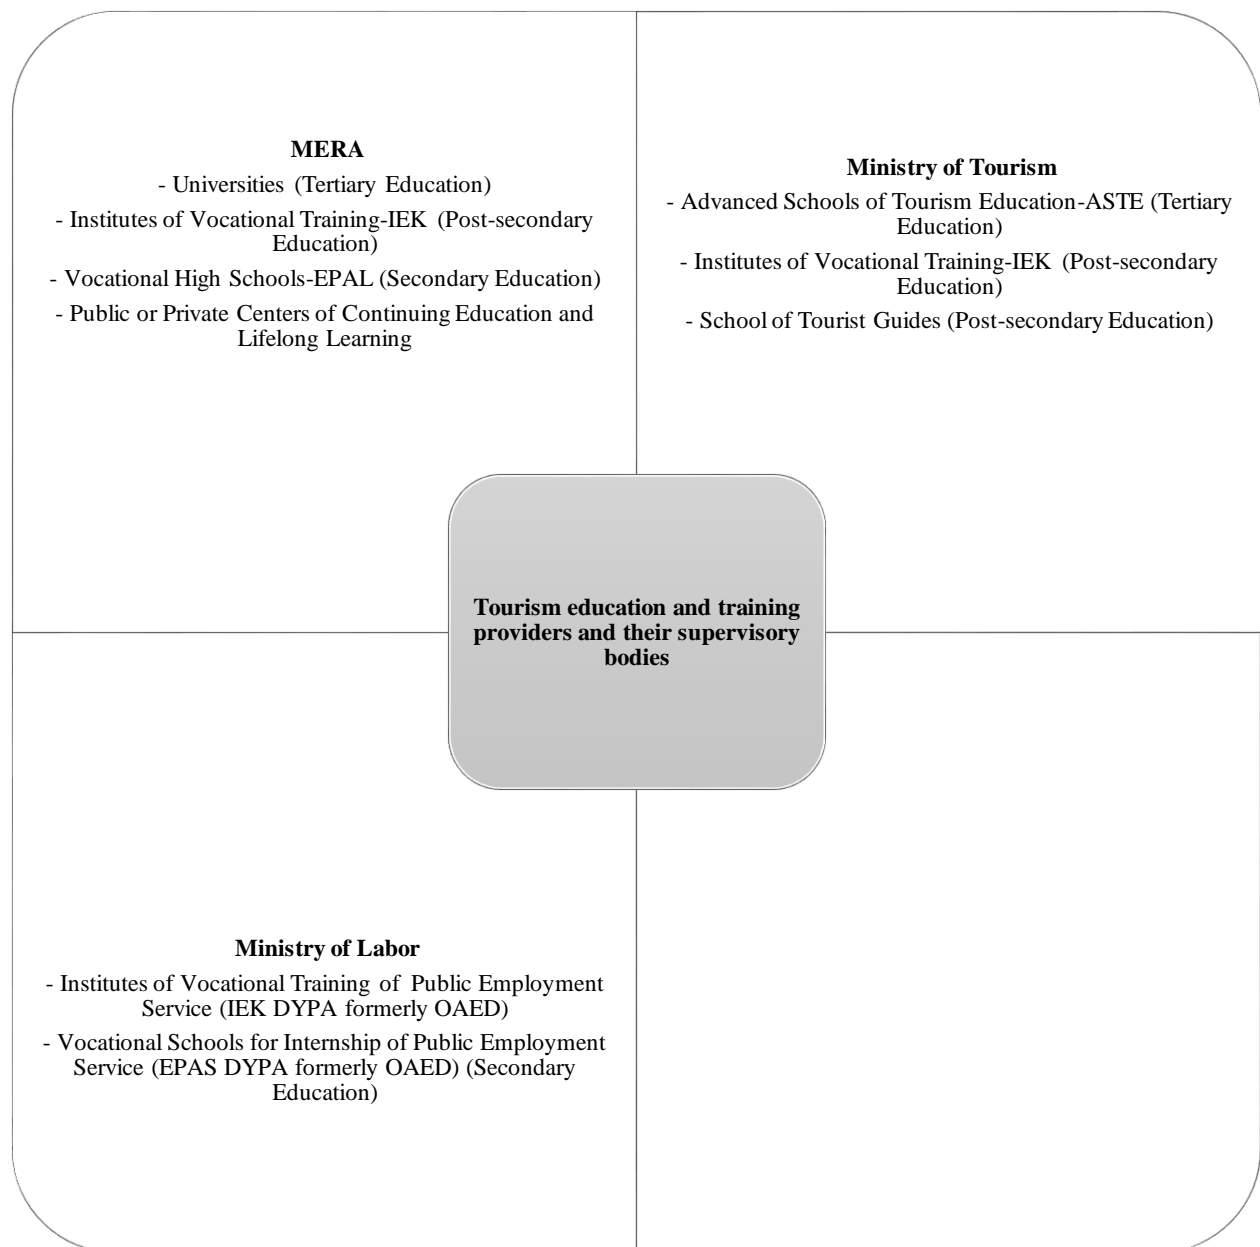 MERA
- Universities (Tertiary Education)
- Institutes of Vocational Training-IEK (Post-secondary
Education)
- Vocational High Schools-EPAL (Secondary Education)
- Public or Private Centers of Continuing Education and
Lifelong Learning
Ministry of Tourism
- Advanced Schools of Tourism Education-ASTE (Tertiary
Education)
- Institutes of Vocational Training-IEK (Post-secondary
Education)
- School of Tourist Guides (Post-secondary Education)
Tourism education and training
providers and their supervisory
bodies
Ministry of Labor
- Institutes of Vocational Training of Public Employment
Service (IEK DYPA formerly OAED)
- Vocational Schools for Internship of Public Employment
Service (EPAS DYPA formerly OAED) (Secondary
Education)